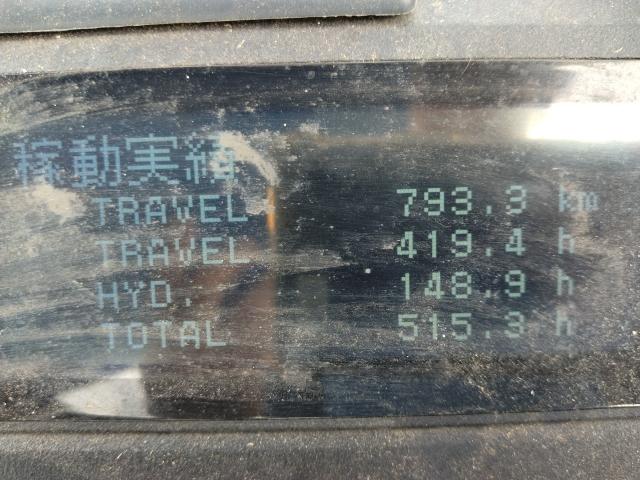 稼動実績
TRAVEL 793.3 km
TRAVEL 419.4 h
HYD. 148.9 h
TOTAL 515.3 h